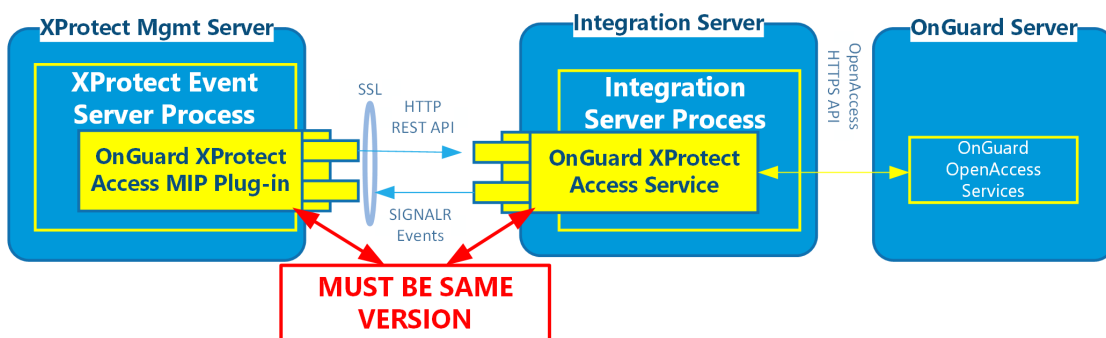 XProtect Mgmt Server
XProtect Event
Server Process
OnGuard XProtect
Access MIP Plug-in
SSL
HTTP
REST API
SIGNALR
Events
Integration Server
Integration
Server Process
OnGuard XProtect
Access Service
OpenAccess
HTTPS API
OnGuard Server
OnGuard
OpenAccess
Services
MUST BE SAME
VERSION